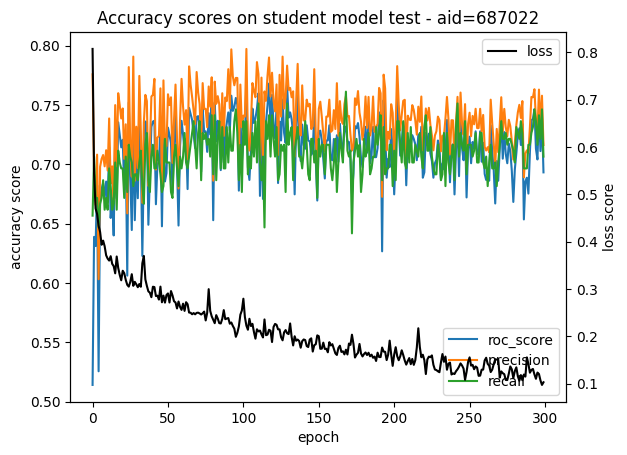 Accuracy scores on student model test - aid=687022
0.80
0.75
0.70
0.65
0.60
0.55
0.50
accuracy score
0
50
100
150
200
250
300
epoch
0.8
0.7
0.6
0.5
0.4
0.3
0.2
0.1
loss score
loss
roc_score
precision
recall